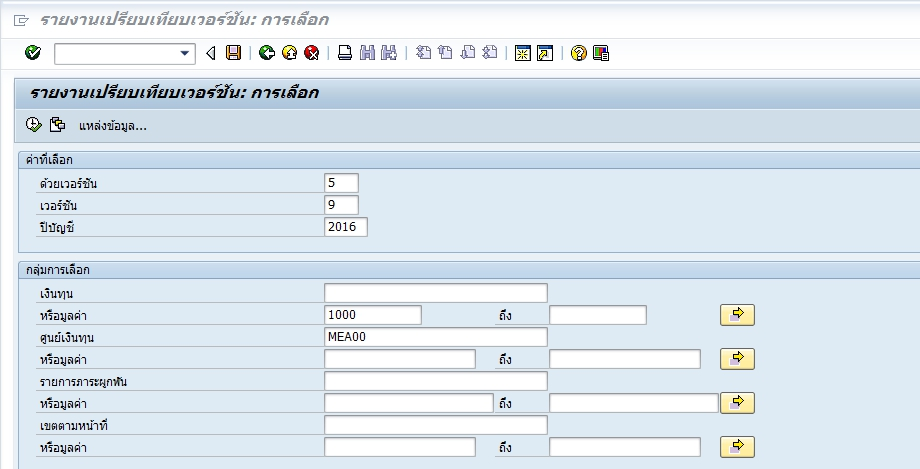 รายงานเปรียบเทียบเวอร์ชัน: การเลือก
รายงานเปรียบเทียบเวอร์ชัน: การเลือก
แหล่งข้อมูล...
ค่าที่เลือก
ด้วยเวอร์ชัน 5
เวอร์ชัน 9
ปีบัญชี 2016
กลุ่มการเลือก
เงินทุน
หรือมูลค่า 1000 ถึง
ศูนย์เงินทุน MEA00
หรือมูลค่า ถึง
รายการภาระผูกพัน
หรือมูลค่า ถึง
เขตตามหน้าที่
หรือมูลค่า ถึง